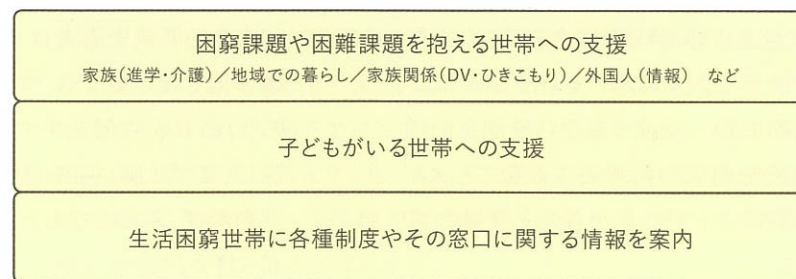 困窮課題や困難課題を抱える世帯への支援
家族(進学・介護)／地域での暮らし／家族関係(DV・ひきこもり)／外国人(情報)　など
子どもがいる世帯への支援
生活困窮世帯に各種制度やその窓口に関する情報を案内